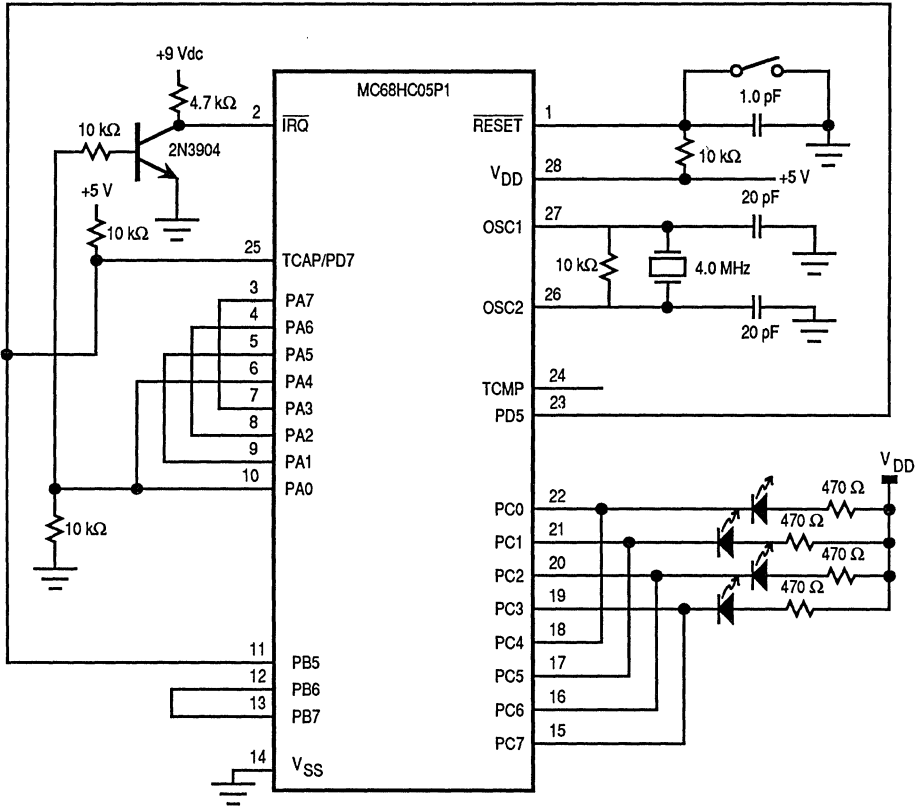 MC68HC05P1
+9 Vdc
4.7 kΩ
2
IRQ
10 kΩ
2N3904
+5 V
10 kΩ
25
TCAP/PD7
3
PA7
4
PA6
5
PA5
6
PA4
7
PA3
8
PA2
9
PA1
10
PA0
10 kΩ
11
PB5
12
PB6
13
PB7
14
VSS
RESET
1
1.0 pF
10 kΩ
VDD
28
+5 V
OSC1
27
20 pF
10 kΩ
4.0 MHz
OSC2
26
20 pF
TCMP
24
PD5
23
VDD
PC0
22
470 Ω
PC1
21
470 Ω
PC2
20
470 Ω
PC3
19
470 Ω
PC4
18
PC5
17
PC6
16
PC7
15